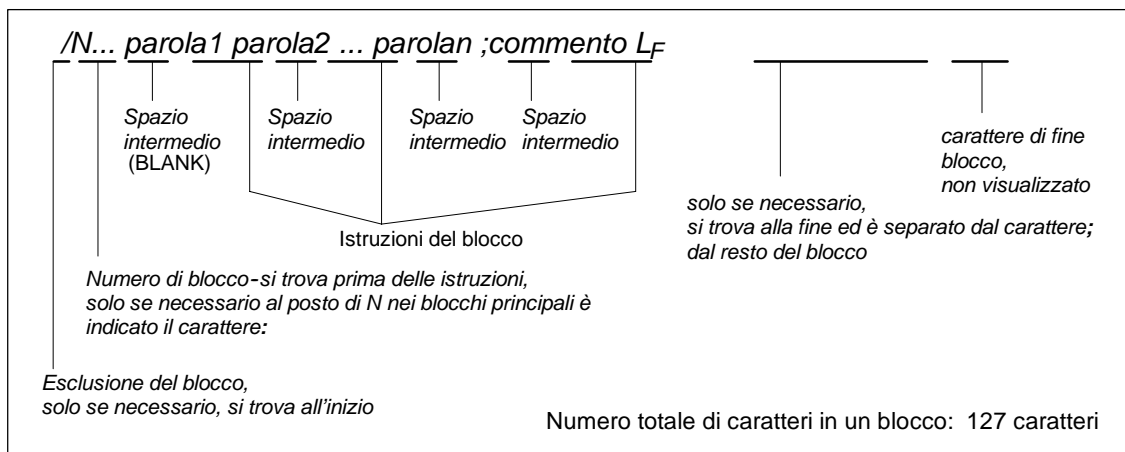 /N... parola1 parola2 ... parolan ;commento LF
Spazio
intermedio
(BLANK)
Spazio
intermedio
Spazio
intermedio
Spazio
intermedio
carattere di fine
blocco,
non visualizzato
solo se necessario,
si trova alla fine ed è separato dal carattere;
dal resto del blocco
Istruzioni del blocco
Numero di blocco-si trova prima delle istruzioni,
solo se necessario al posto di N nei blocchi principali è
indicato il carattere:
Esclusione del blocco,
solo se necessario, si trova all'inizio
Numero totale di caratteri in un blocco: 127 caratteri